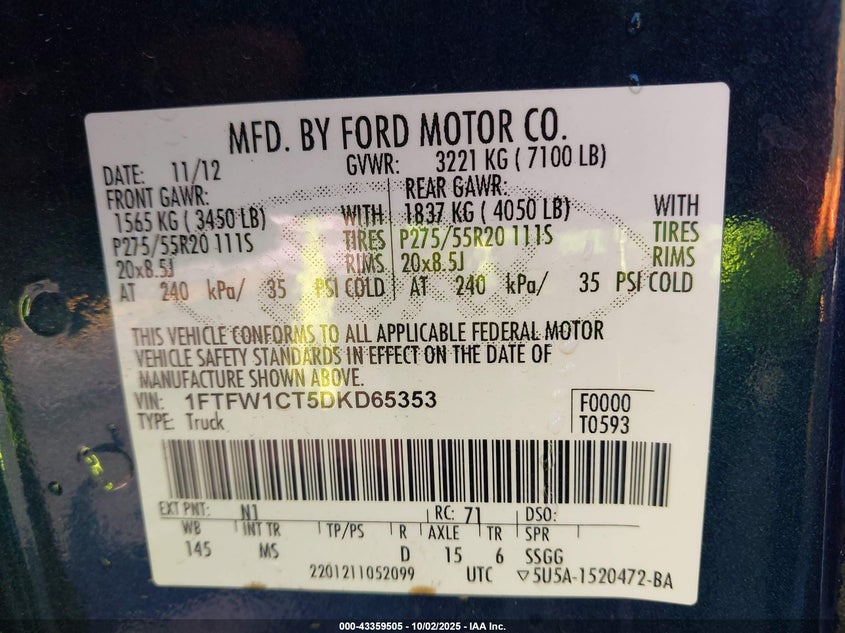 MFD. BY FORD MOTOR CO.
DATE: 11/12 GVWR: 3221 KG ( 7100 LB)
FRONT GAWR: REAR GAWR:
1565 KG ( 3450 LB) WITH 1837 KG ( 4050 LB) WITH
P275/55R20 111S TIRES P275/55R20 111S TIRES
20x8.5J RIMS 20x8.5J RIMS
AT 240 kPa/ 35 PSI COLD AT 240 kPa/ 35 PSI COLD
THIS VEHICLE CONFORMS TO ALL APPLICABLE FEDERAL MOTOR
VEHICLE SAFETY STANDARDS IN EFFECT ON THE DATE OF
MANUFACTURE SHOWN ABOVE.
VIN: 1FTFW1CT5DKD65353 F0000
TYPE: Truck T0593
EXT PNT: N1 RC: 71 DSO:
WB INT TR TP/PS R AXLE TR SPR
145 MS D 15 6 SSGG
2201211052099 UTC ▽5U5A-1520472-BA
000-43359505 - 10/02/2025 - IAA Inc.